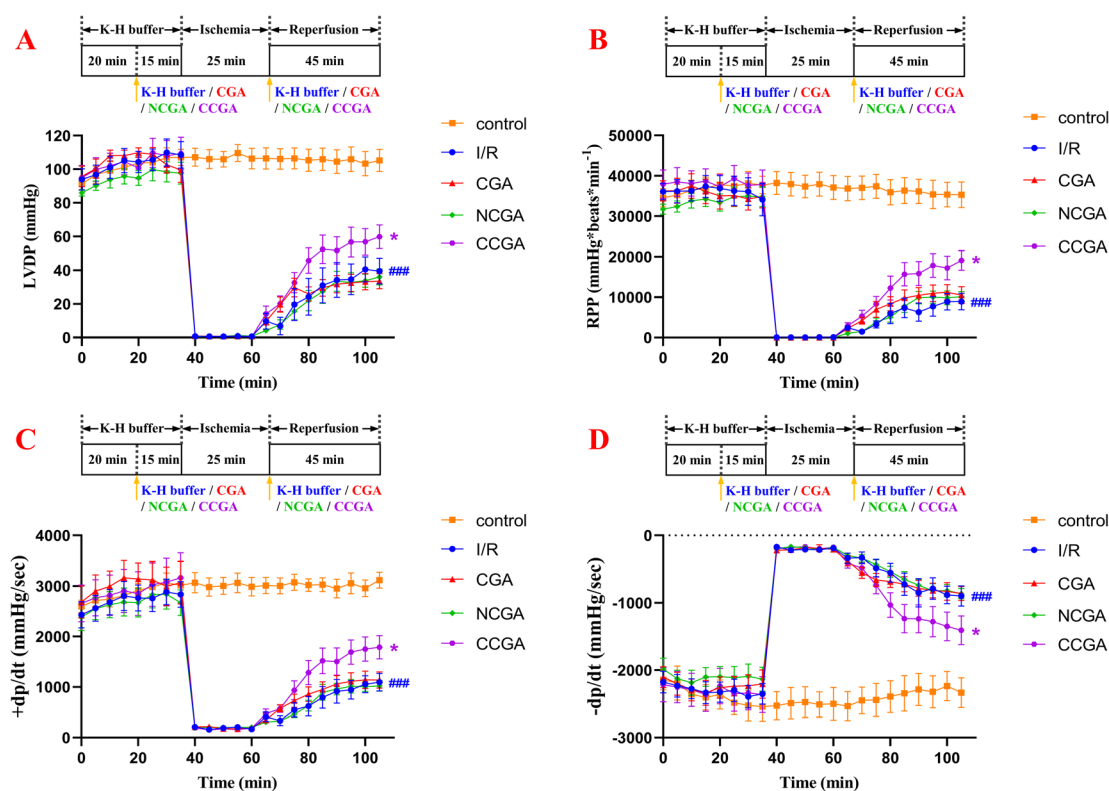 A
K-H buffer Ischemia Reperfusion
20 min 15 min 25 min 45 min
K-H buffer / CGA K-H buffer / CGA
/ NCGA / CCGA / NCGA / CCGA
LVDP (mmHg)
120
100
80
60
40
20
0
0 20 40 60 80 100
Time (min)
control
I/R
CGA
NCGA
CCGA
*
###
B
K-H buffer Ischemia Reperfusion
20 min 15 min 25 min 45 min
K-H buffer / CGA K-H buffer / CGA
/ NCGA / CCGA / NCGA / CCGA
RPP (mmHg*beats*min⁻¹)
50000
40000
30000
20000
10000
0
0 20 40 60 80 100
Time (min)
control
I/R
CGA
NCGA
CCGA
*
###
C
K-H buffer Ischemia Reperfusion
20 min 15 min 25 min 45 min
K-H buffer / CGA K-H buffer / CGA
/ NCGA / CCGA / NCGA / CCGA
+dp/dt (mmHg/sec)
4000
3000
2000
1000
0
0 20 40 60 80 100
Time (min)
control
I/R
CGA
NCGA
CCGA
*
###
D
K-H buffer Ischemia Reperfusion
20 min 15 min 25 min 45 min
K-H buffer / CGA K-H buffer / CGA
/ NCGA / CCGA / NCGA / CCGA
-dp/dt (mmHg/sec)
0
-1000
-2000
-3000
0 20 40 60 80 100
Time (min)
control
I/R
CGA
NCGA
CCGA
###
*